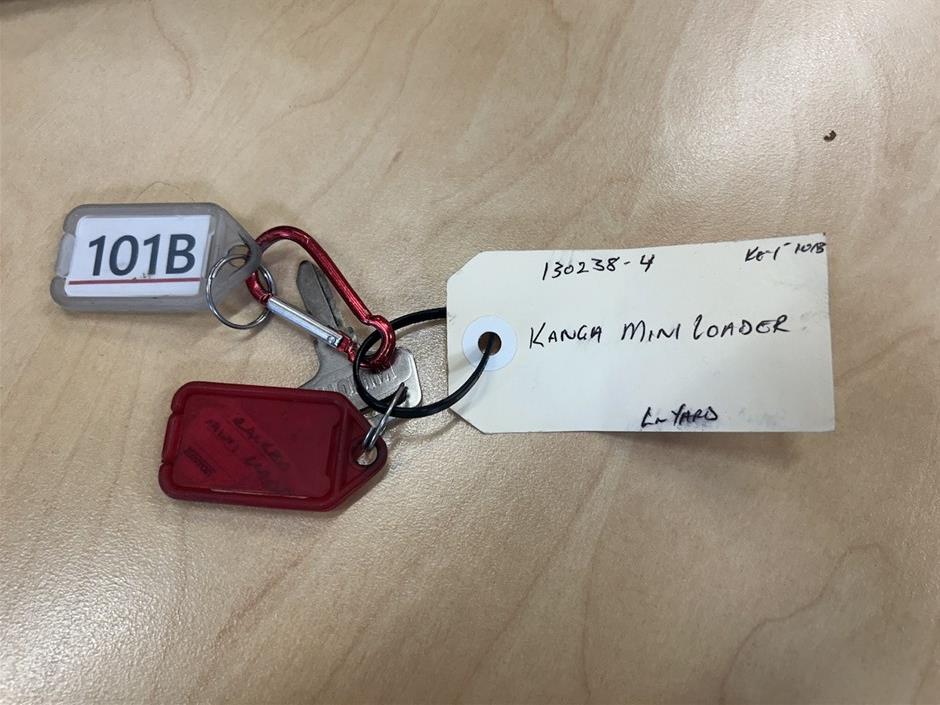 101B
130238-4
KEY 101B
KANGA MINI LOADER
IN YARD